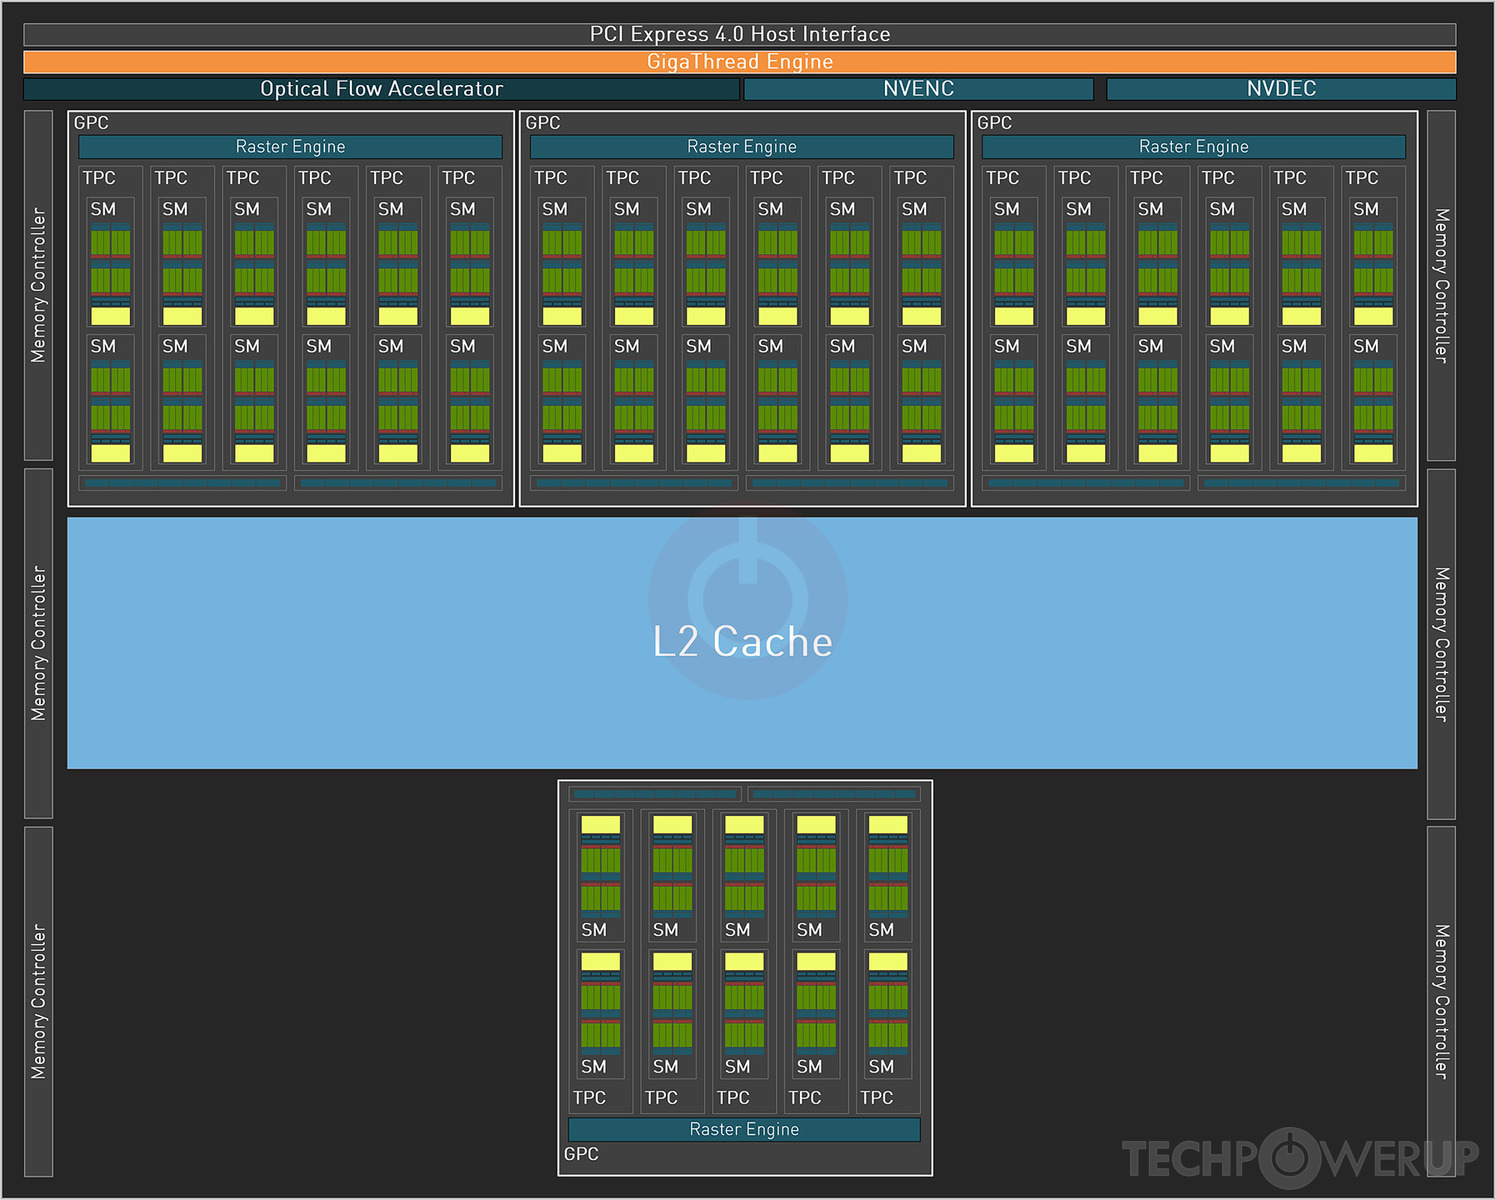 PCI Express 4.0 Host Interface
GigaThread Engine
Optical Flow Accelerator NVENC NVDEC
GPC GPC GPC
Raster Engine Raster Engine Raster Engine
TPC TPC TPC TPC TPC TPC TPC TPC TPC TPC TPC TPC TPC TPC TPC TPC TPC TPC
SM SM SM SM SM SM SM SM SM SM SM SM SM SM SM SM SM SM
Memory Controller Memory Controller
SM SM SM SM SM SM SM SM SM SM SM SM SM SM SM SM SM SM
L2 Cache
Memory Controller Memory Controller
SM SM SM SM SM
Memory Controller Memory Controller
SM SM SM SM SM
TPC TPC TPC TPC TPC
Raster Engine
GPC
TECHPOWERUP